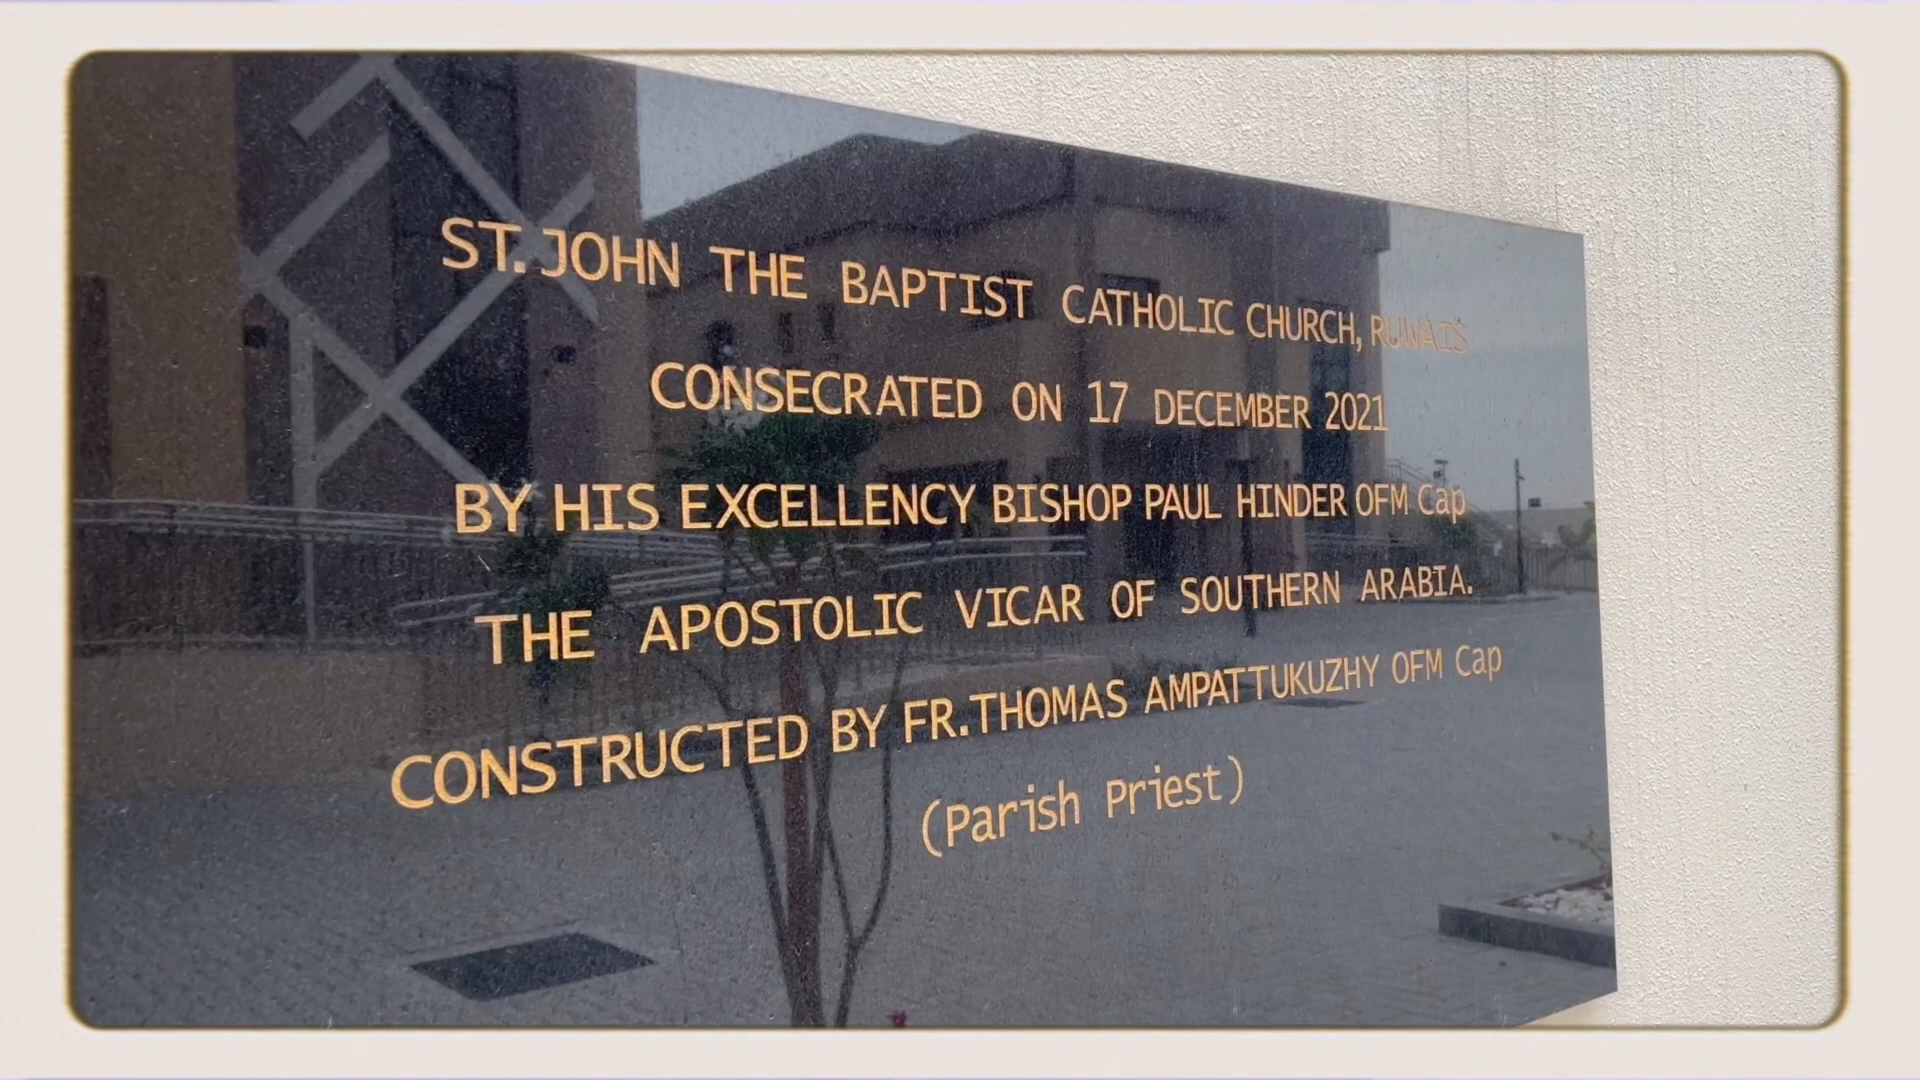 ST. JOHN THE BAPTIST CATHOLIC CHURCH, RUWAIS
CONSECRATED ON 17 DECEMBER 2021
BY HIS EXCELLENCY BISHOP PAUL HINDER OFM Cap
THE APOSTOLIC VICAR OF SOUTHERN ARABIA.
CONSTRUCTED BY FR.THOMAS AMPATTUKUZHY OFM Cap
(Parish Priest)